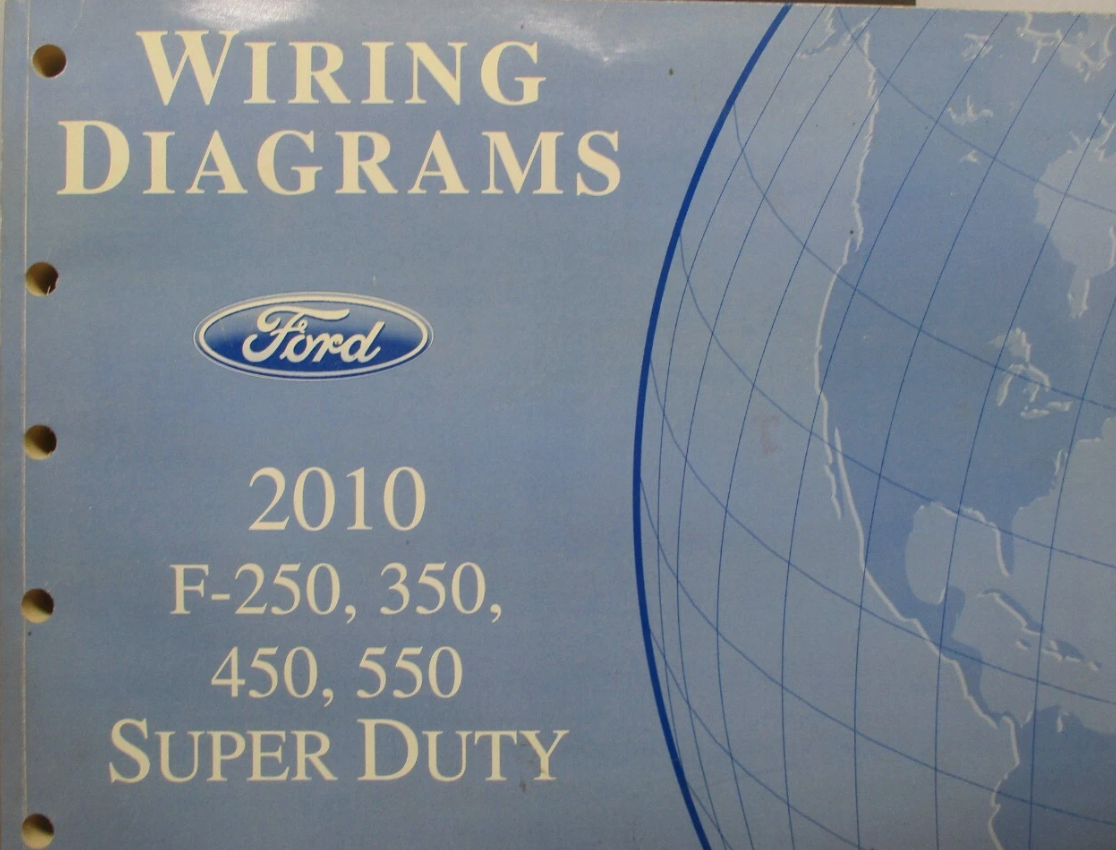 WIRING
DIAGRAMS
Ford
2010
F-250, 350,
450, 550
SUPER DUTY